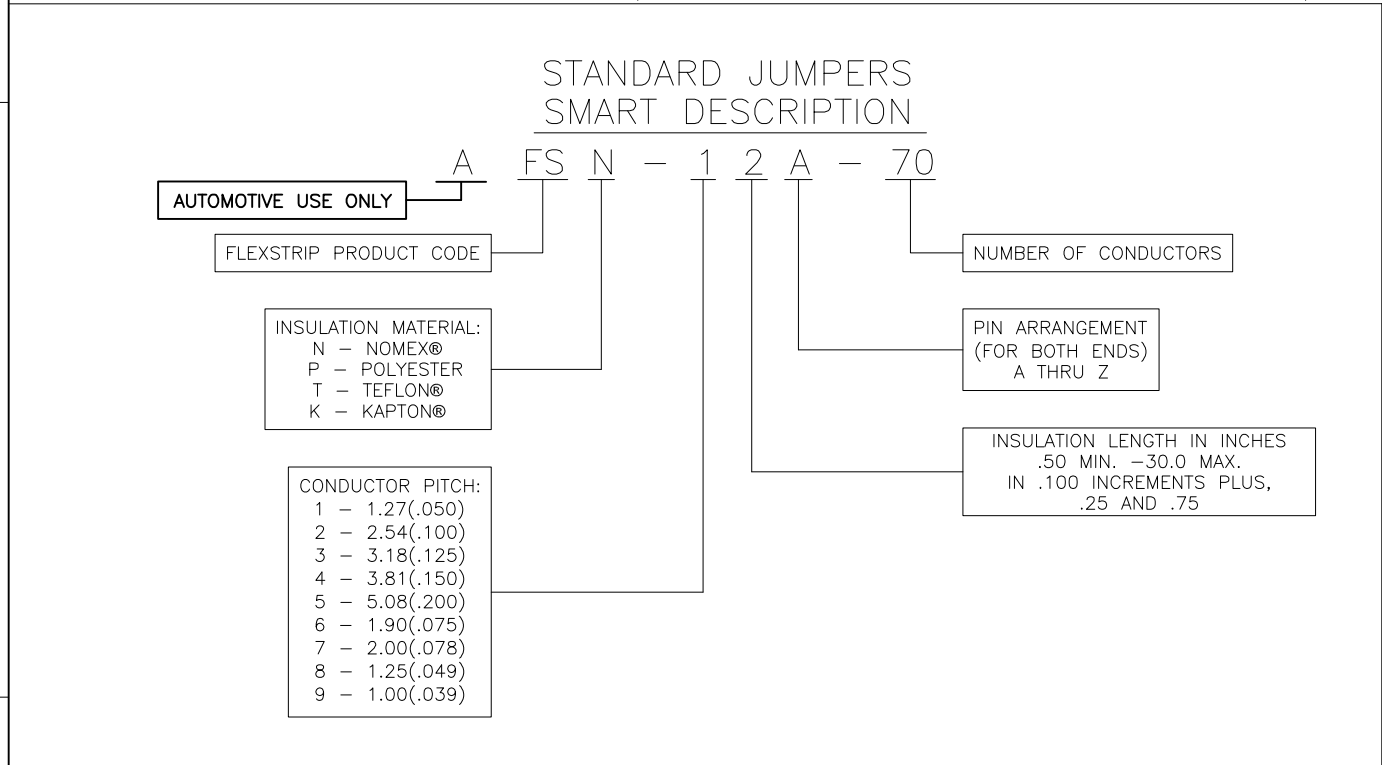 STANDARD JUMPERS
SMART DESCRIPTION
A FS N – 1 2 A – 70
AUTOMOTIVE USE ONLY
FLEXSTRIP PRODUCT CODE
NUMBER OF CONDUCTORS
INSULATION MATERIAL:
N – NOMEX®
P – POLYESTER
T – TEFLON®
K – KAPTON®
PIN ARRANGEMENT
(FOR BOTH ENDS)
A THRU Z
INSULATION LENGTH IN INCHES
.50 MIN. –30.0 MAX.
IN .100 INCREMENTS PLUS,
.25 AND .75
CONDUCTOR PITCH:
1 – 1.27(.050)
2 – 2.54(.100)
3 – 3.18(.125)
4 – 3.81(.150)
5 – 5.08(.200)
6 – 1.90(.075)
7 – 2.00(.078)
8 – 1.25(.049)
9 – 1.00(.039)